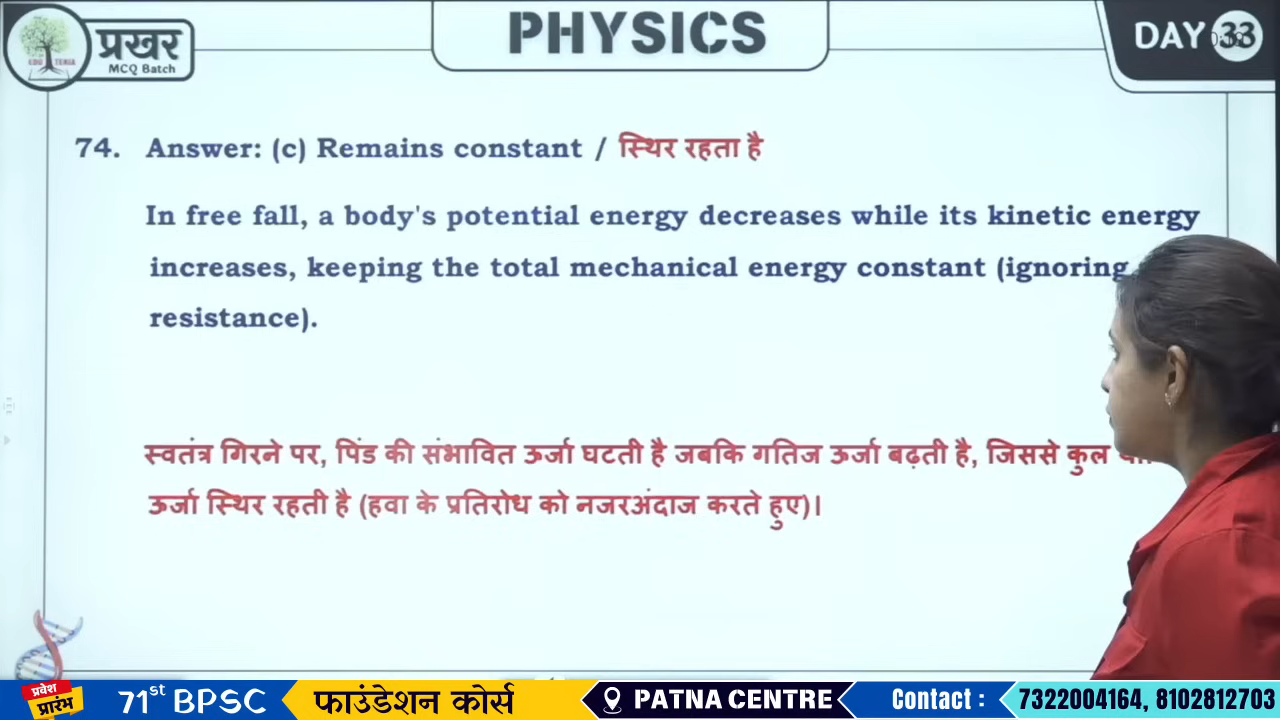 प्रखर
MCQ Batch
EDU TERIA
PHYSICS
DAY 33
74. Answer: (c) Remains constant / स्थिर रहता है
In free fall, a body's potential energy decreases while its kinetic energy
increases, keeping the total mechanical energy constant (ignoring
resistance).
स्वतंत्र गिरने पर, पिंड की संभावित ऊर्जा घटती है जबकि गतिज ऊर्जा बढ़ती है, जिससे कुल
ऊर्जा स्थिर रहती है (हवा के प्रतिरोध को नजरअंदाज करते हुए)।
प्रवेश
प्रारंभ
71st BPSC
फाउंडेशन कोर्स
PATNA CENTRE
Contact :
7322004164, 8102812703